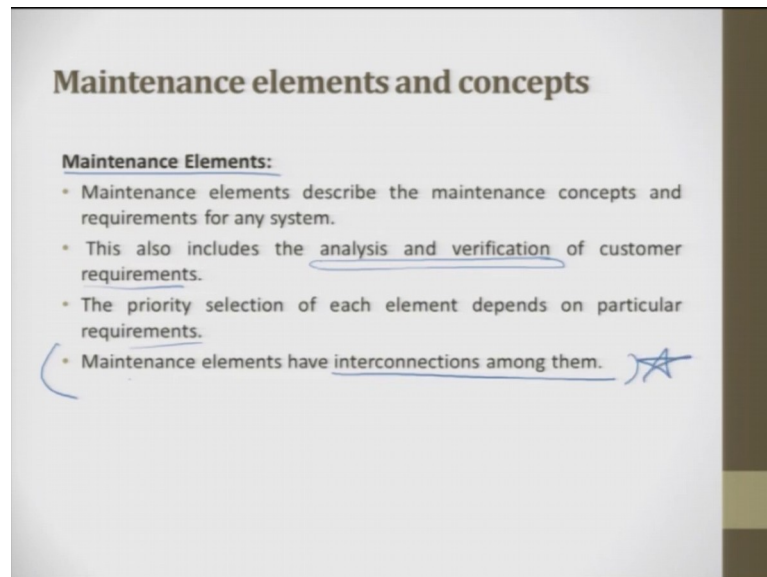 Maintenance elements and concepts
Maintenance Elements:
• Maintenance elements describe the maintenance concepts and
requirements for any system.
• This also includes the analysis and verification of customer
requirements.
• The priority selection of each element depends on particular
requirements.
• Maintenance elements have interconnections among them.